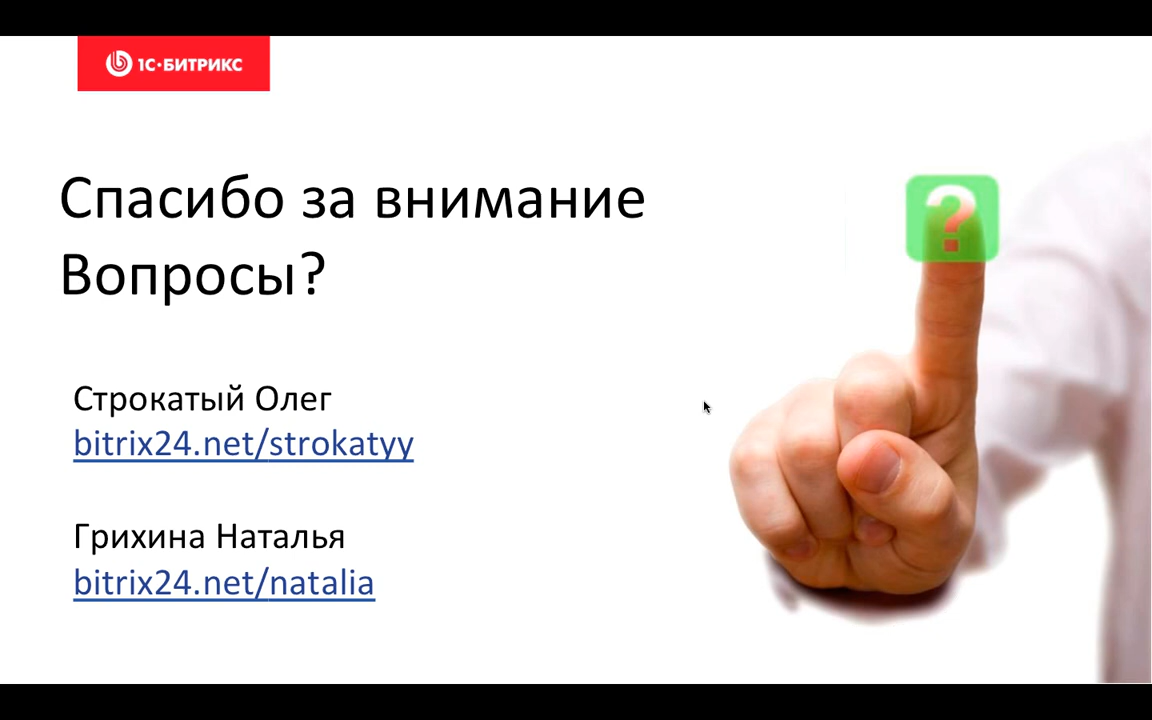 1С·БИТРИКС
Спасибо за внимание
Вопросы?
?
Строкатый Олег
bitrix24.net/strokatyy
Грихина Наталья
bitrix24.net/natalia